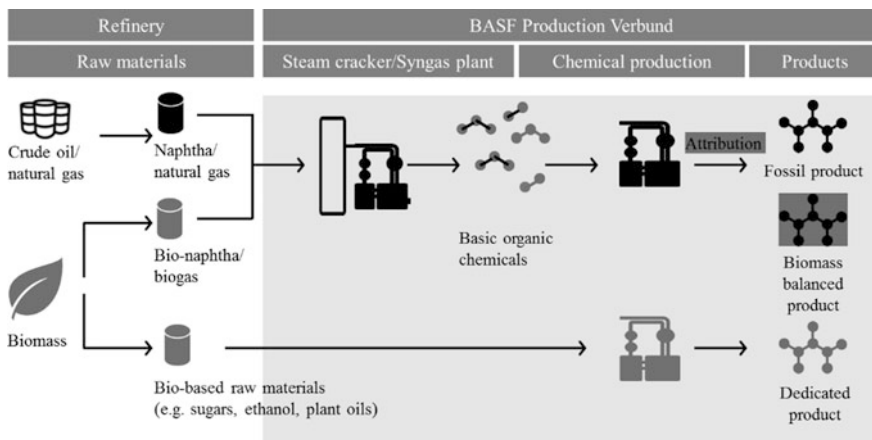 Refinery
BASF Production Verbund
Raw materials
Steam cracker/Syngas plant
Chemical production
Products
Crude oil/
natural gas
Naphtha/
natural gas
Attribution
Fossil product
Basic organic
chemicals
Bio-naphtha/
biogas
Biomass
balanced
product
Biomass
Bio-based raw materials
(e.g. sugars, ethanol, plant oils)
Dedicated
product